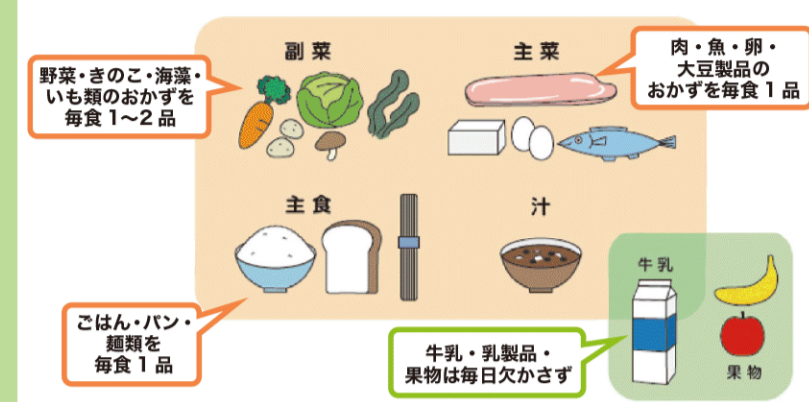 副菜
主菜
野菜・きのこ・海藻・
いも類のおかずを
毎食1〜2品
肉・魚・卵・
大豆製品の
おかずを毎食1品
主食
汁
ごはん・パン・
麺類を
毎食1品
牛乳・乳製品・
果物は毎日欠かさず
牛乳
果物